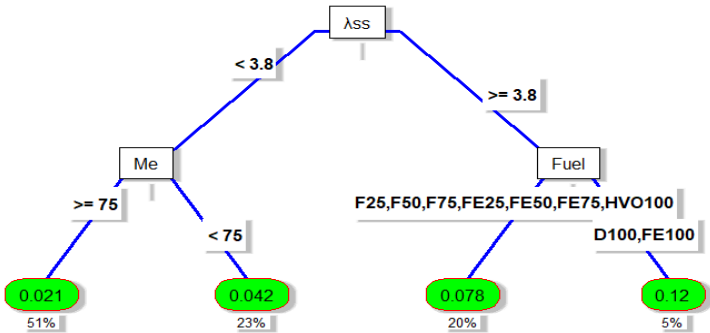 λss
< 3.8
>= 3.8
Me
Fuel
>= 75
F25,F50,F75,FE25,FE50,FE75,HVO100
< 75
D100,FE100
0.021
0.042
0.078
0.12
51%
23%
20%
5%